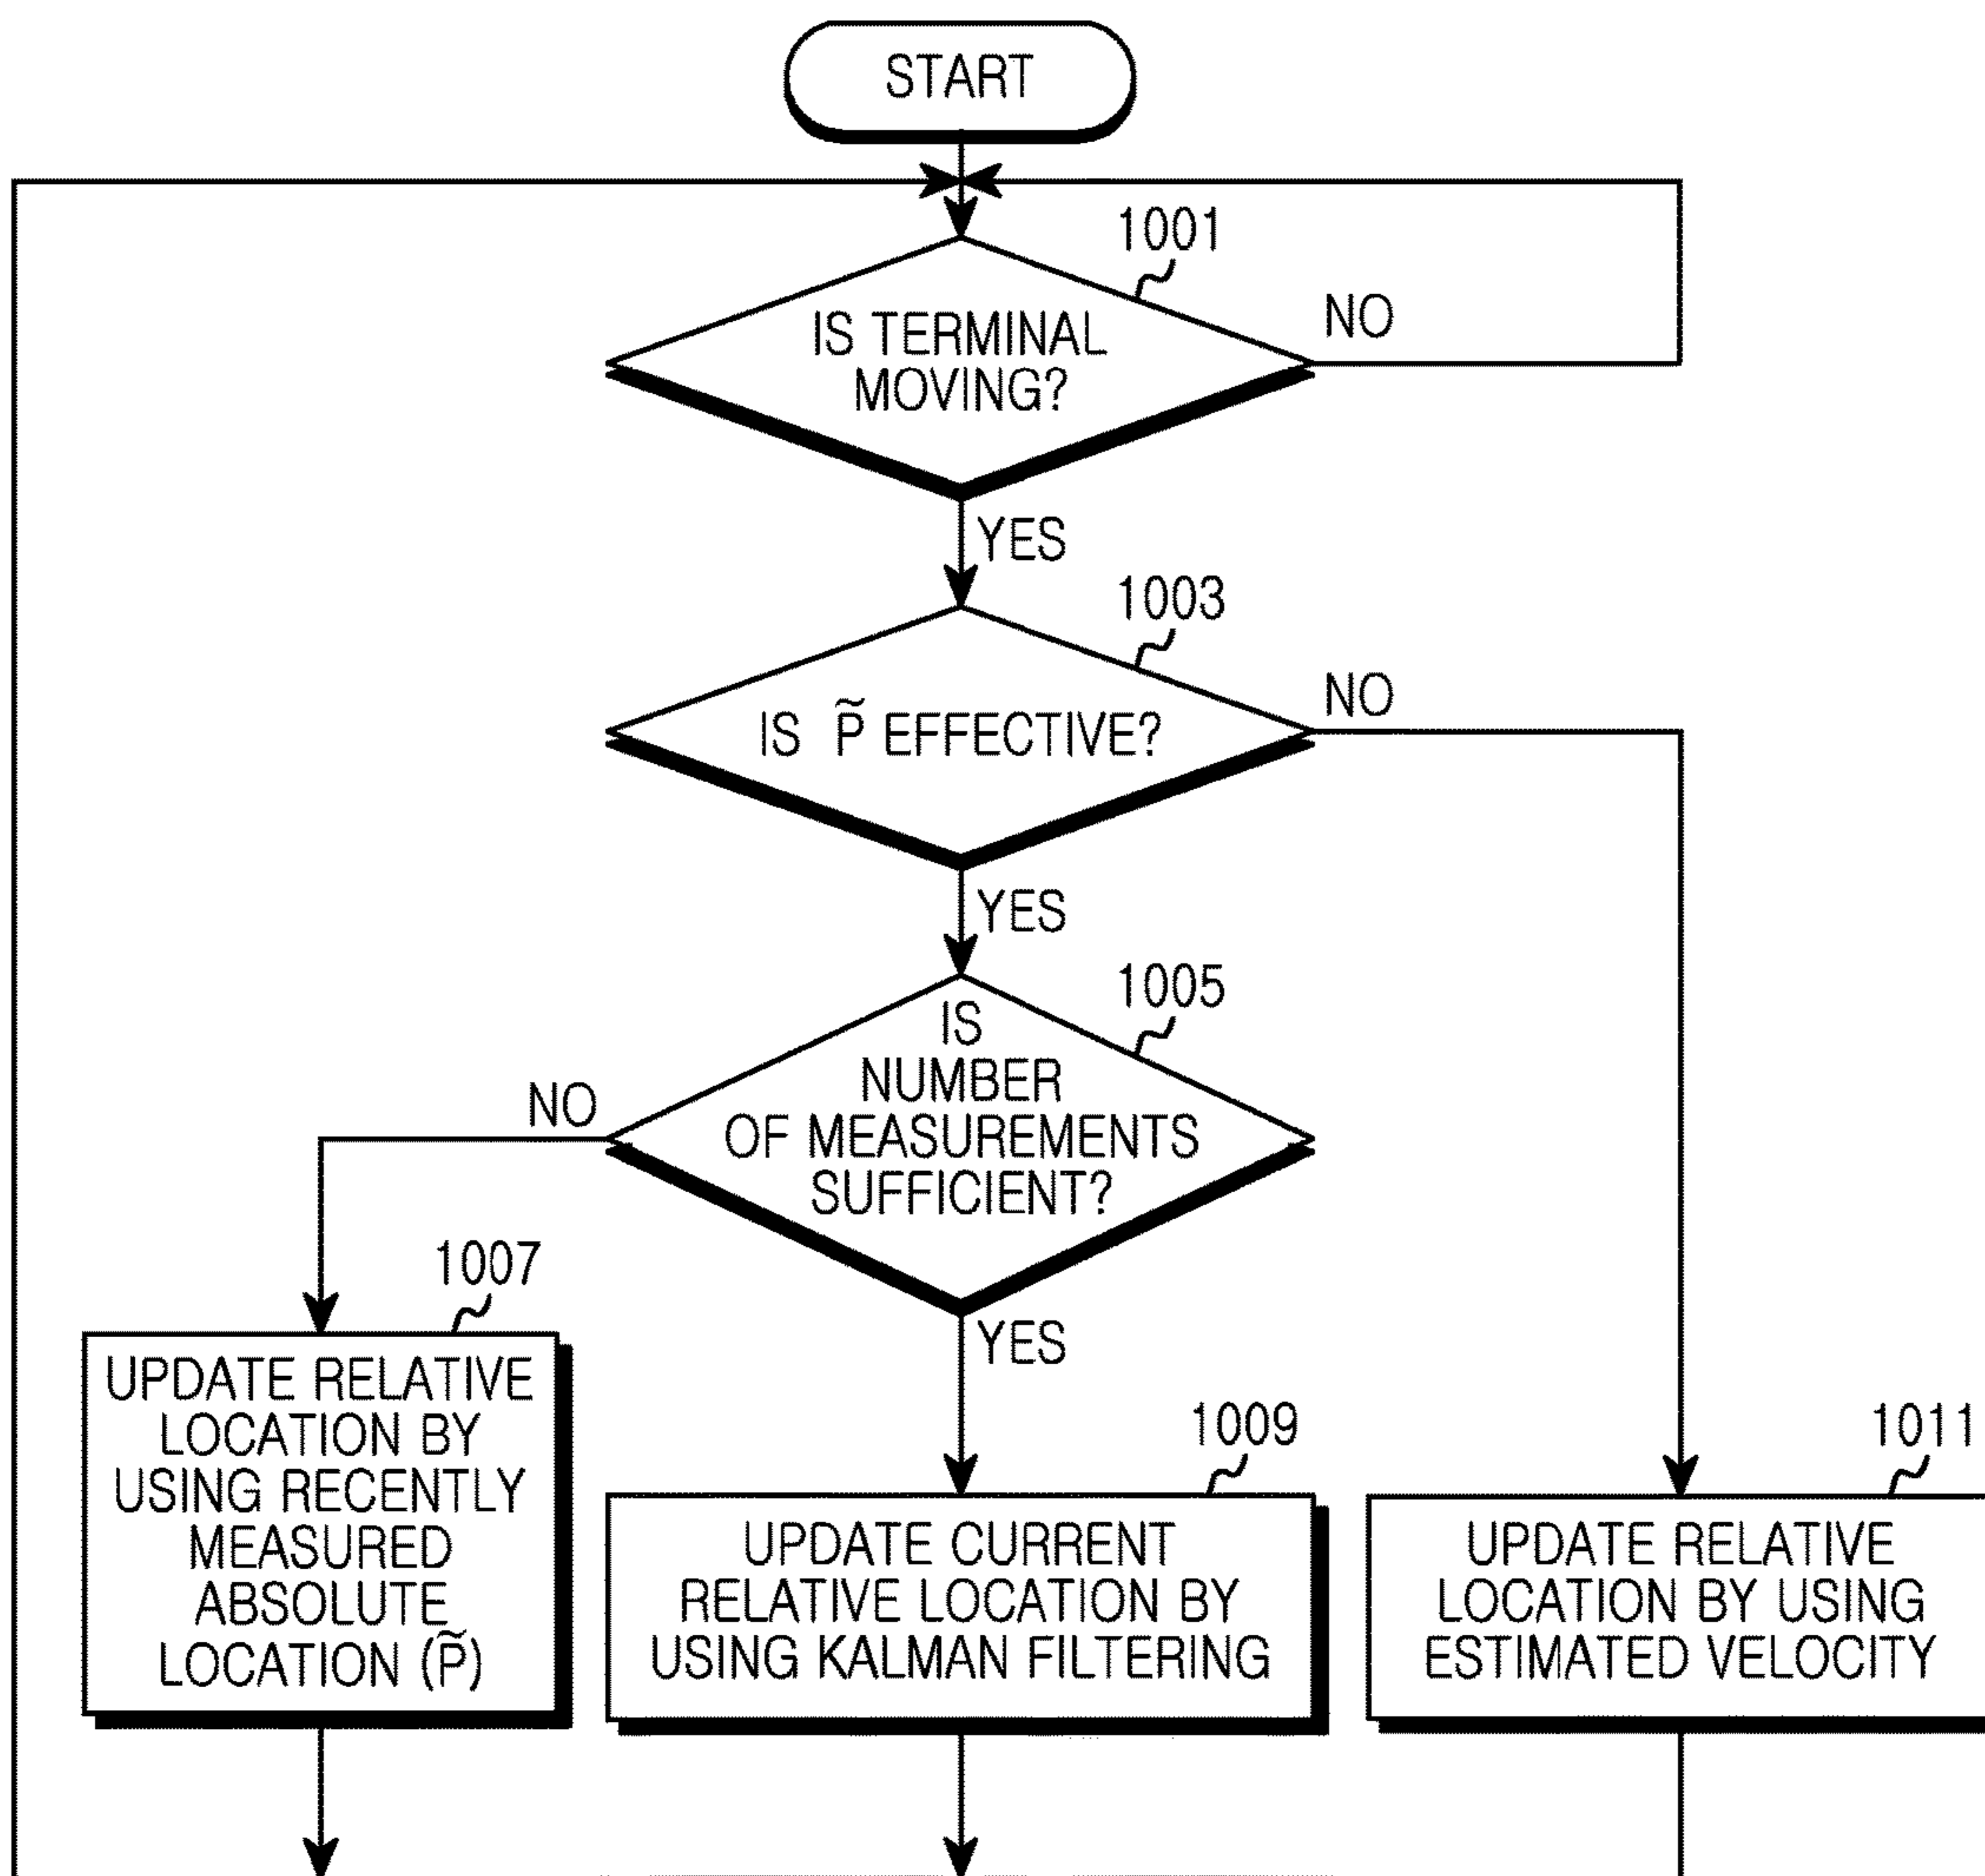 START
1001
IS TERMINAL
MOVING?
NO
YES
1003
IS P̃ EFFECTIVE?
NO
YES
1005
IS
NUMBER
OF MEASUREMENTS
SUFFICIENT?
NO
YES
1007
UPDATE RELATIVE
LOCATION BY
USING RECENTLY
MEASURED
ABSOLUTE
LOCATION (P̃)
1009
UPDATE CURRENT
RELATIVE LOCATION BY
USING KALMAN FILTERING
1011
UPDATE RELATIVE
LOCATION BY USING
ESTIMATED VELOCITY